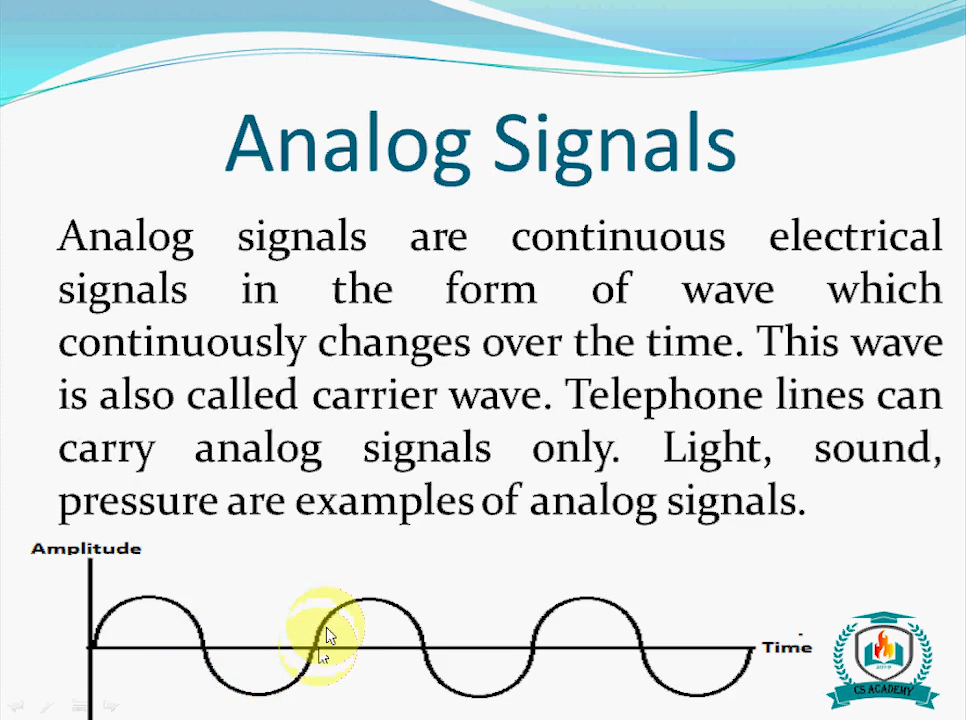 Analog Signals
Analog signals are continuous electrical
signals in the form of wave which
continuously changes over the time. This wave
is also called carrier wave. Telephone lines can
carry analog signals only. Light, sound,
pressure are examples of analog signals.
Amplitude
Time
CS ACADEMY